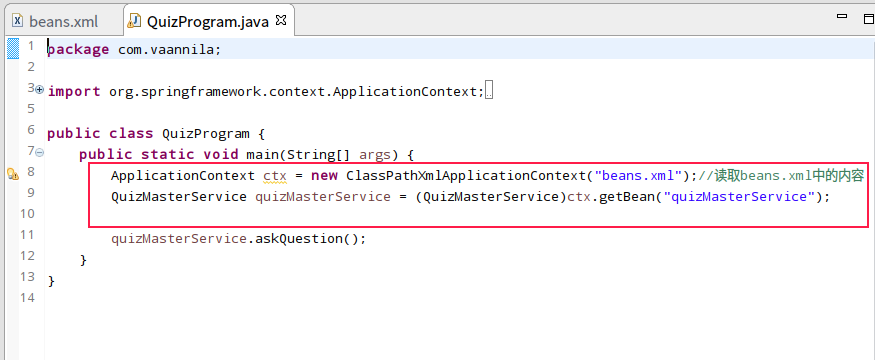 beans.xml QuizProgram.java
1 package com.vaannila;
2
3 import org.springframework.context.ApplicationContext;
5
6 public class QuizProgram {
7 public static void main(String[] args) {
8 ApplicationContext ctx = new ClassPathXmlApplicationContext("beans.xml");//读取beans.xml中的内容
9 QuizMasterService quizMasterService = (QuizMasterService)ctx.getBean("quizMasterService");
10
11 quizMasterService.askQuestion();
12 }
13 }
14